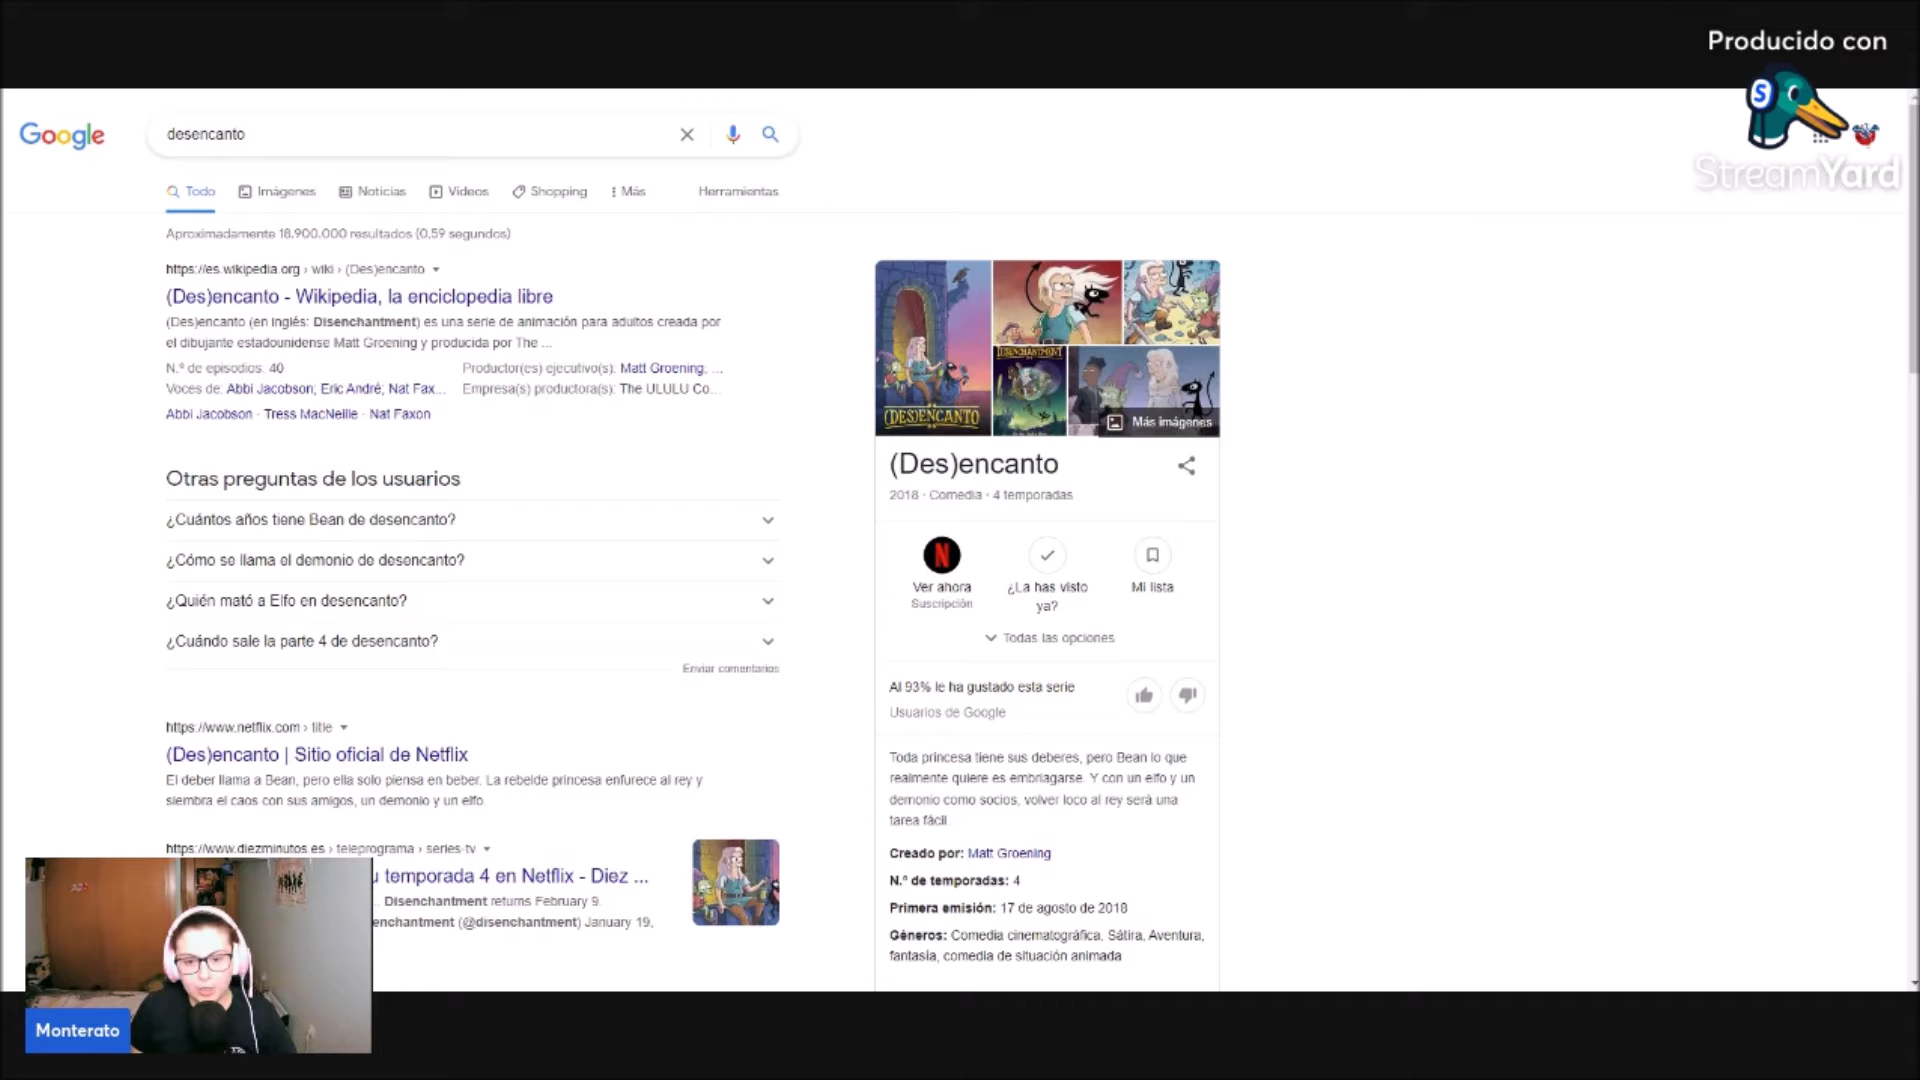 Producido con
StreamYard
Google
desencanto
Todo
Imágenes
Noticias
Vídeos
Shopping
Más
Herramientas
Aproximadamente 18.900.000 resultados (0,59 segundos)
https://es.wikipedia.org › wiki › (Des)encanto
(Des)encanto - Wikipedia, la enciclopedia libre
(Des)encanto (en inglés: Disenchantment) es una serie de animación para adultos creada por
el dibujante estadounidense Matt Groening y producida por The ...
N.º de episodios: 40
Productor(es) ejecutivo(s): Matt Groening, ...
Voces de: Abbi Jacobson; Eric André; Nat Fax...
Empresa(s) productora(s): The ULULU Co...
Abbi Jacobson · Tress MacNeille · Nat Faxon
Otras preguntas de los usuarios
¿Cuántos años tiene Bean de desencanto?
¿Cómo se llama el demonio de desencanto?
¿Quién mató a Elfo en desencanto?
¿Cuándo sale la parte 4 de desencanto?
Enviar comentarios
https://www.netflix.com › title
(Des)encanto | Sitio oficial de Netflix
El deber llama a Bean, pero ella solo piensa en beber. La rebelde princesa enfurece al rey y
siembra el caos con sus amigos, un demonio y un elfo.
https://www.diezminutos.es › teleprograma › series-tv
u temporada 4 en Netflix - Diez ...
Disenchantment returns February 9.
enchantment (@disenchantment) January 19,
Monterato
(DES)ENCANTO
DISENCHANTMENT
Más imágenes
(Des)encanto
2018 · Comedia · 4 temporadas
N
Ver ahora
Suscripción
¿La has visto
ya?
Mi lista
Todas las opciones
Al 93% le ha gustado esta serie
Usuarios de Google
Toda princesa tiene sus deberes, pero Bean lo que
realmente quiere es embriagarse. Y con un elfo y un
demonio como socios, volver loco al rey será una
tarea fácil
Creado por: Matt Groening
N.º de temporadas: 4
Primera emisión: 17 de agosto de 2018
Géneros: Comedia cinematográfica, Sátira, Aventura,
fantasía, comedia de situación animada